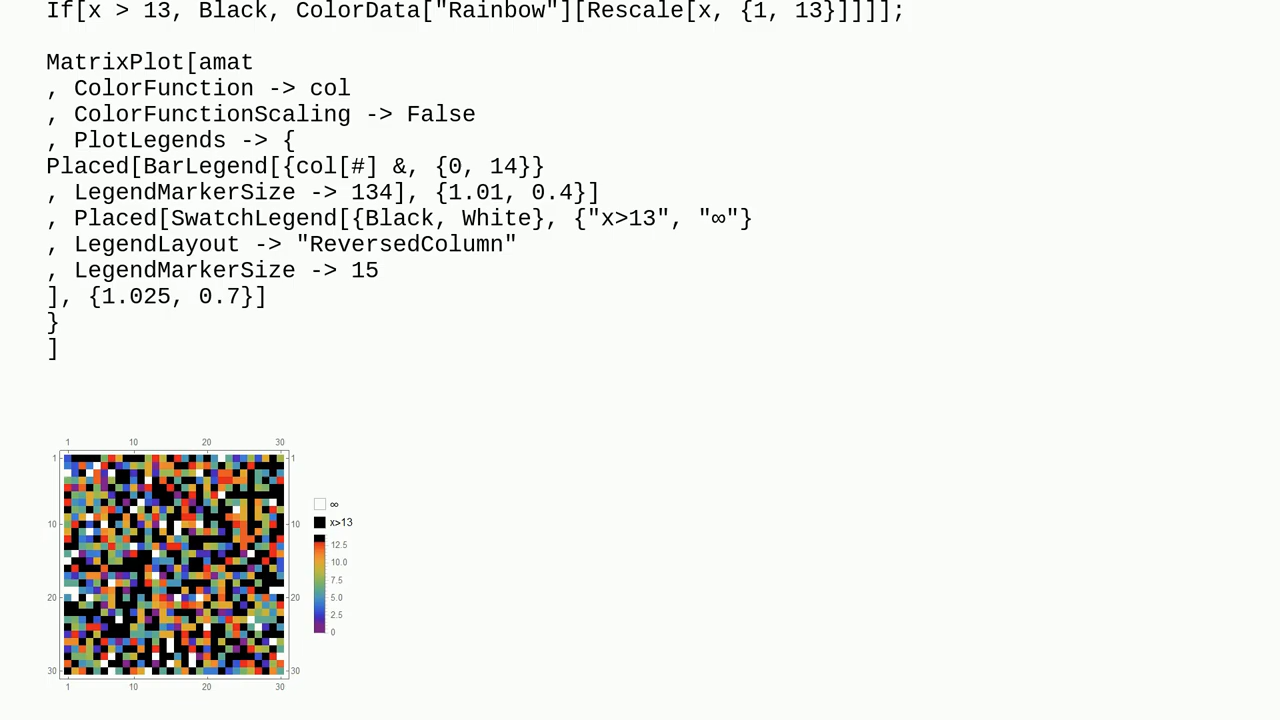 If[x > 13, Black, ColorData["Rainbow"][Rescale[x, {1, 13}]]]];
MatrixPlot[amat
, ColorFunction -> col
, ColorFunctionScaling -> False
, PlotLegends -> {
Placed[BarLegend[{col[#] &, {0, 14}}
, LegendMarkerSize -> 134], {1.01, 0.4}]
, Placed[SwatchLegend[{Black, White}, {"x>13", "∞"}
, LegendLayout -> "ReversedColumn"
, LegendMarkerSize -> 15
], {1.025, 0.7}]
}
]
1 10 20 30
1 1
∞
10 10
x>13
12.5
10.0
7.5
20 5.0 20
2.5
0
30 30
1 10 20 30